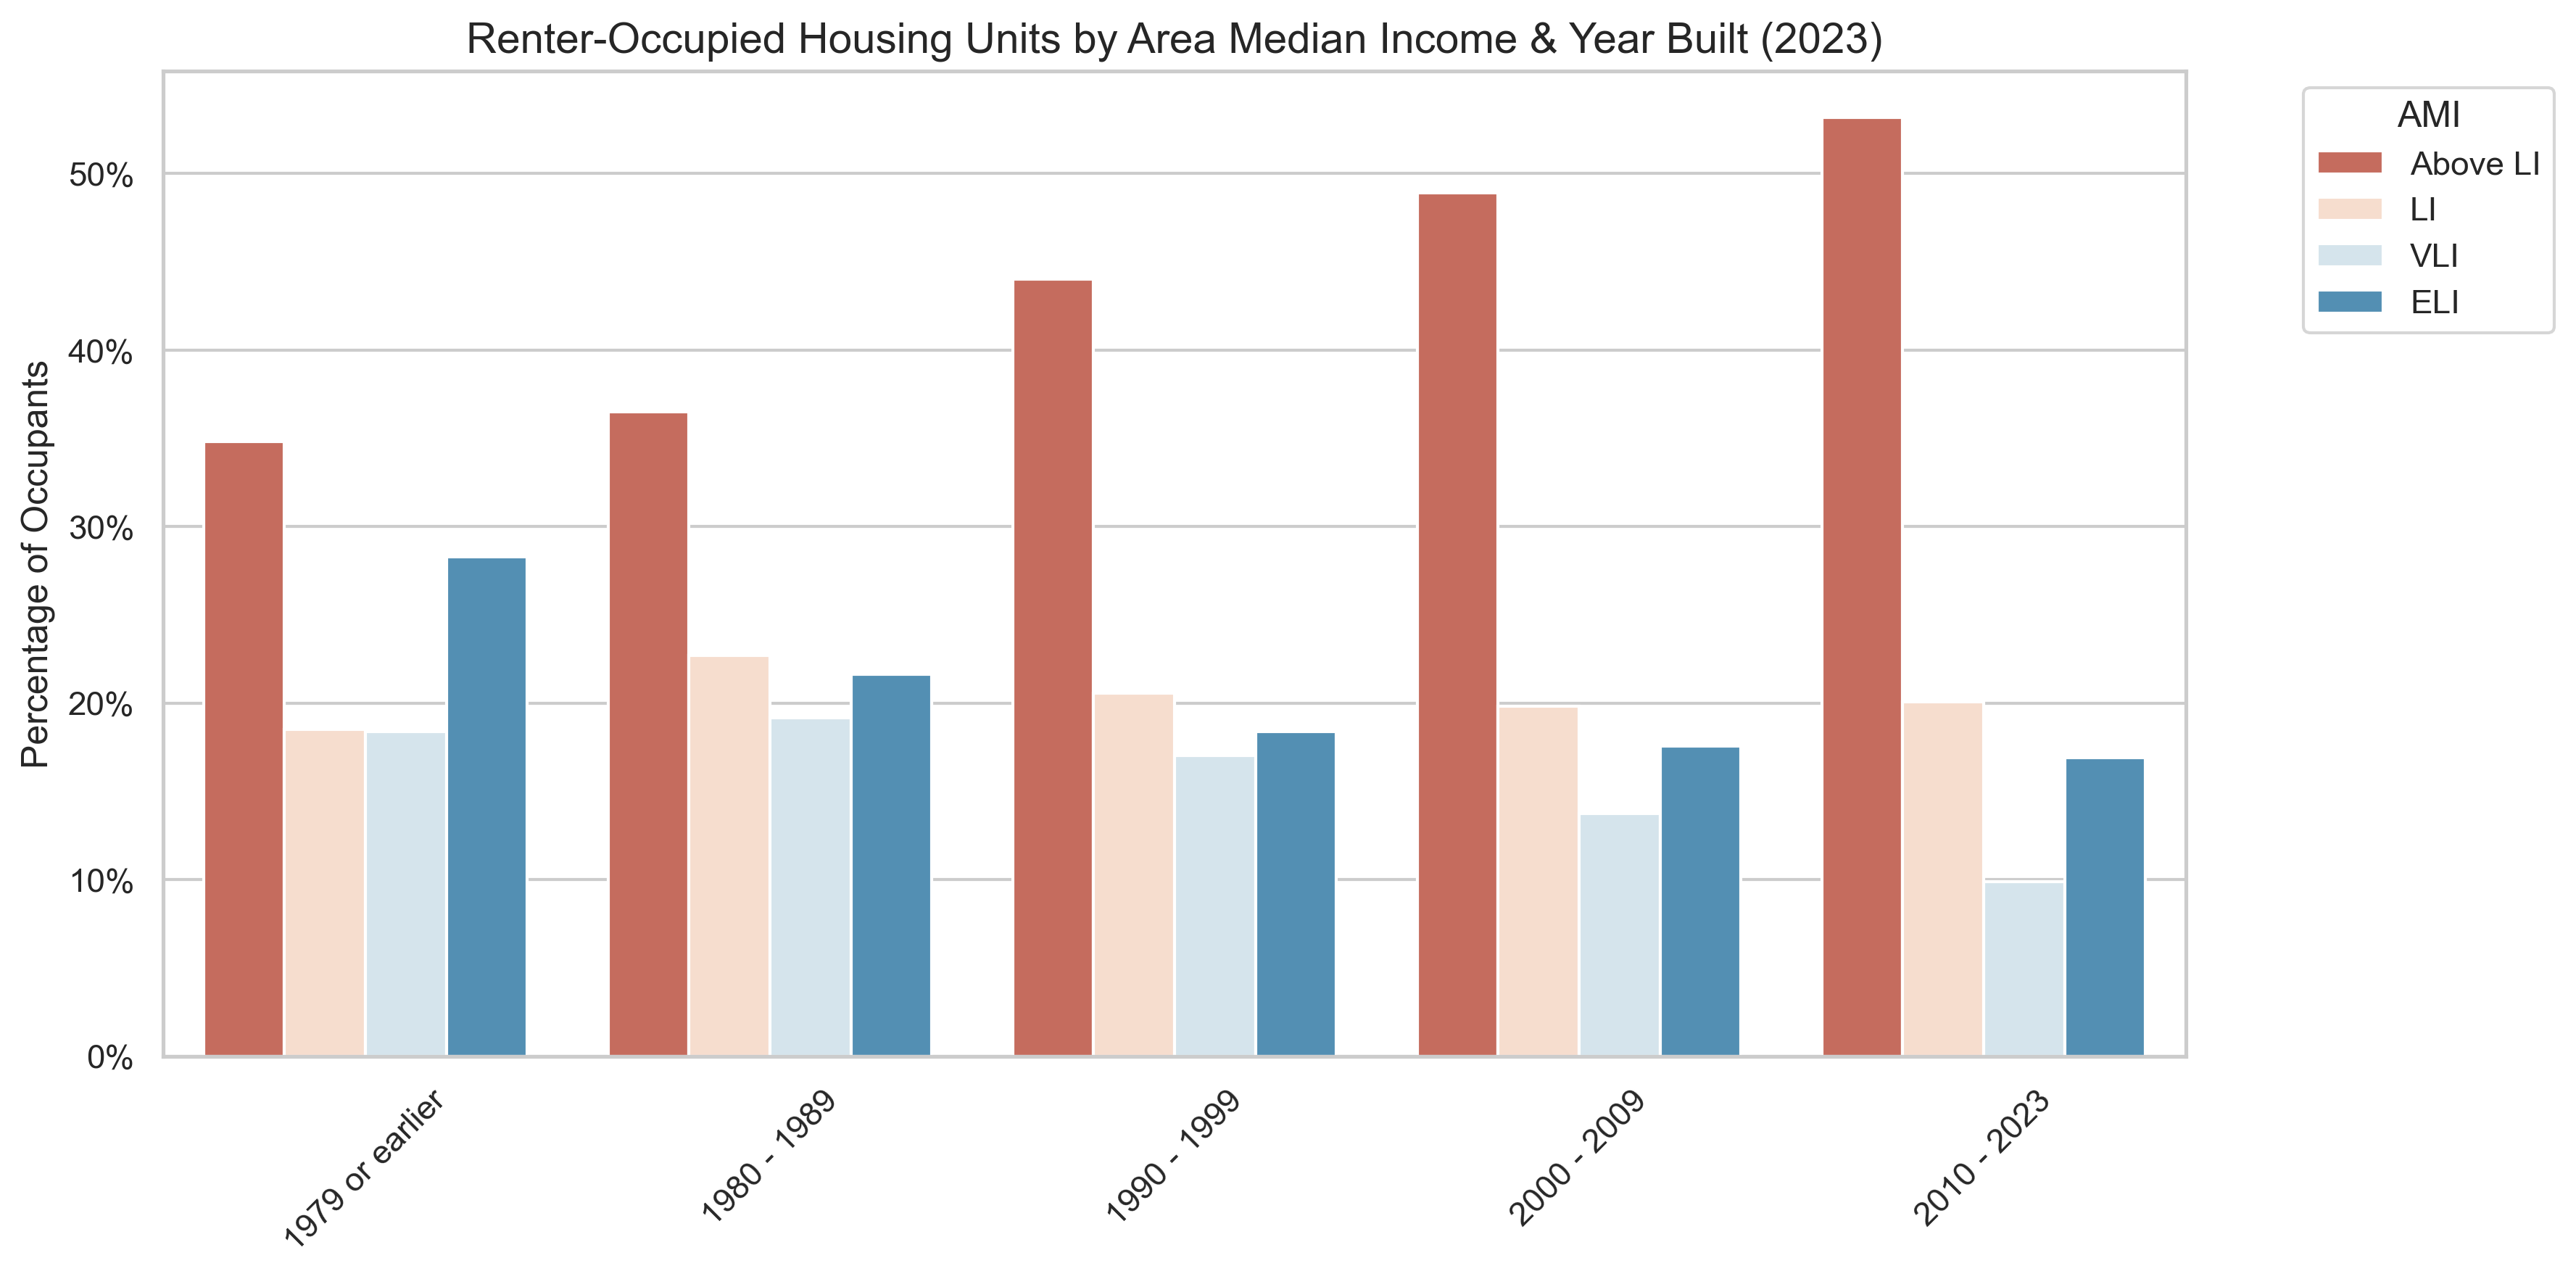 Renter-Occupied Housing Units by Area Median Income & Year Built (2023)
AMI
Above LI
LI
VLI
ELI
Percentage of Occupants
50%
40%
30%
20%
10%
0%
1979 or earlier
1980 - 1989
1990 - 1999
2000 - 2009
2010 - 2023